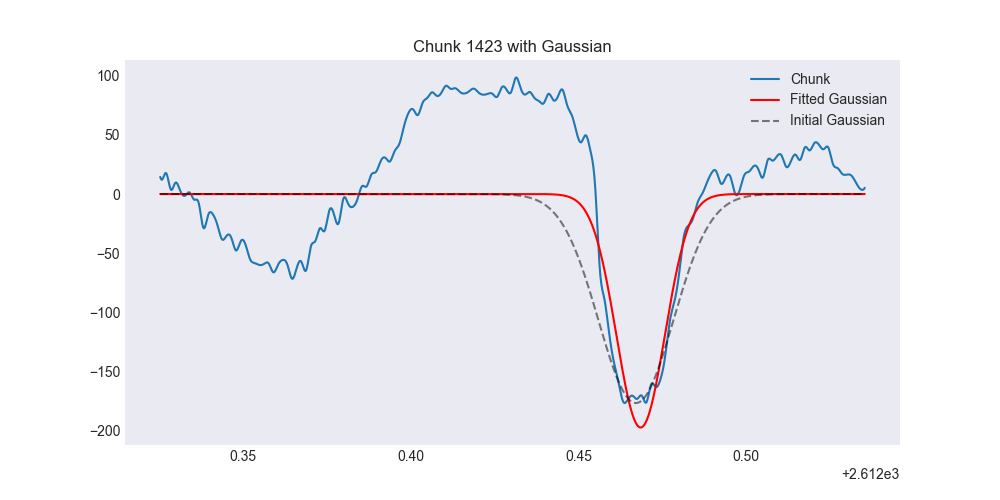 Chunk 1423 with Gaussian
100
50
0
−50
−100
−150
−200
Chunk
Fitted Gaussian
Initial Gaussian
0.35
0.40
0.45
0.50
+2.612e3